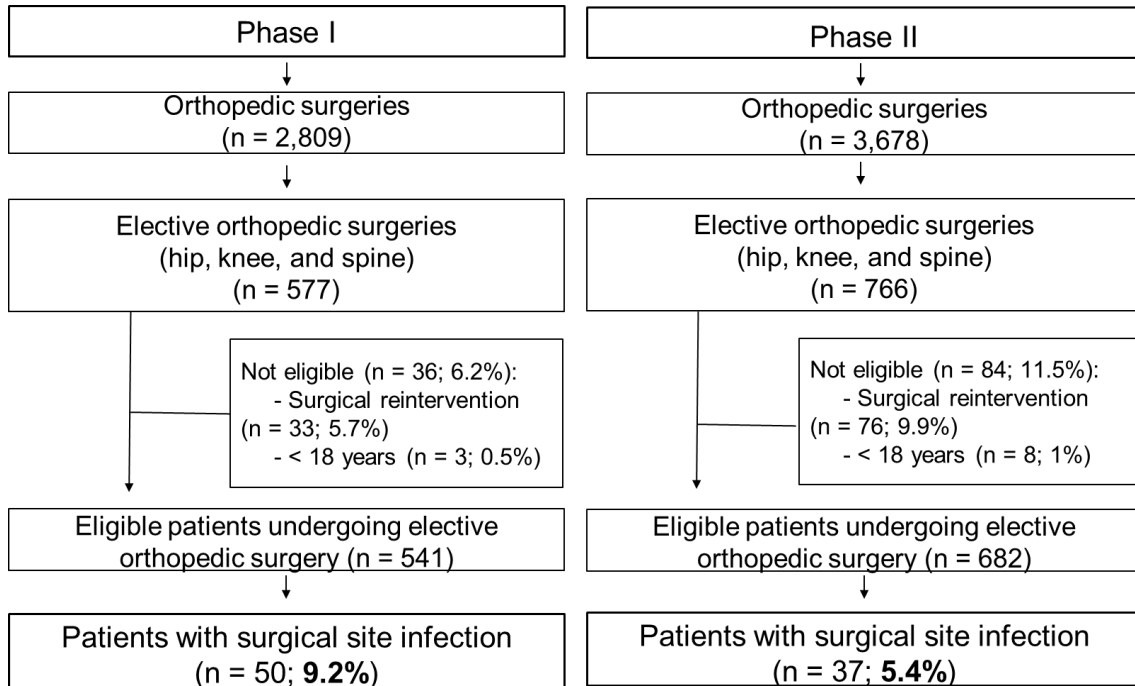 Phase I
Orthopedic surgeries
(n = 2,809)
Elective orthopedic surgeries
(hip, knee, and spine)
(n = 577)
Not eligible (n = 36; 6.2%):
- Surgical reintervention
(n = 33; 5.7%)
- < 18 years (n = 3; 0.5%)
Eligible patients undergoing elective
orthopedic surgery (n = 541)
Patients with surgical site infection
(n = 50; 9.2%)
Phase II
Orthopedic surgeries
(n = 3,678)
Elective orthopedic surgeries
(hip, knee, and spine)
(n = 766)
Not eligible (n = 84; 11.5%):
- Surgical reintervention
(n = 76; 9.9%)
- < 18 years (n = 8; 1%)
Eligible patients undergoing elective
orthopedic surgery (n = 682)
Patients with surgical site infection
(n = 37; 5.4%)